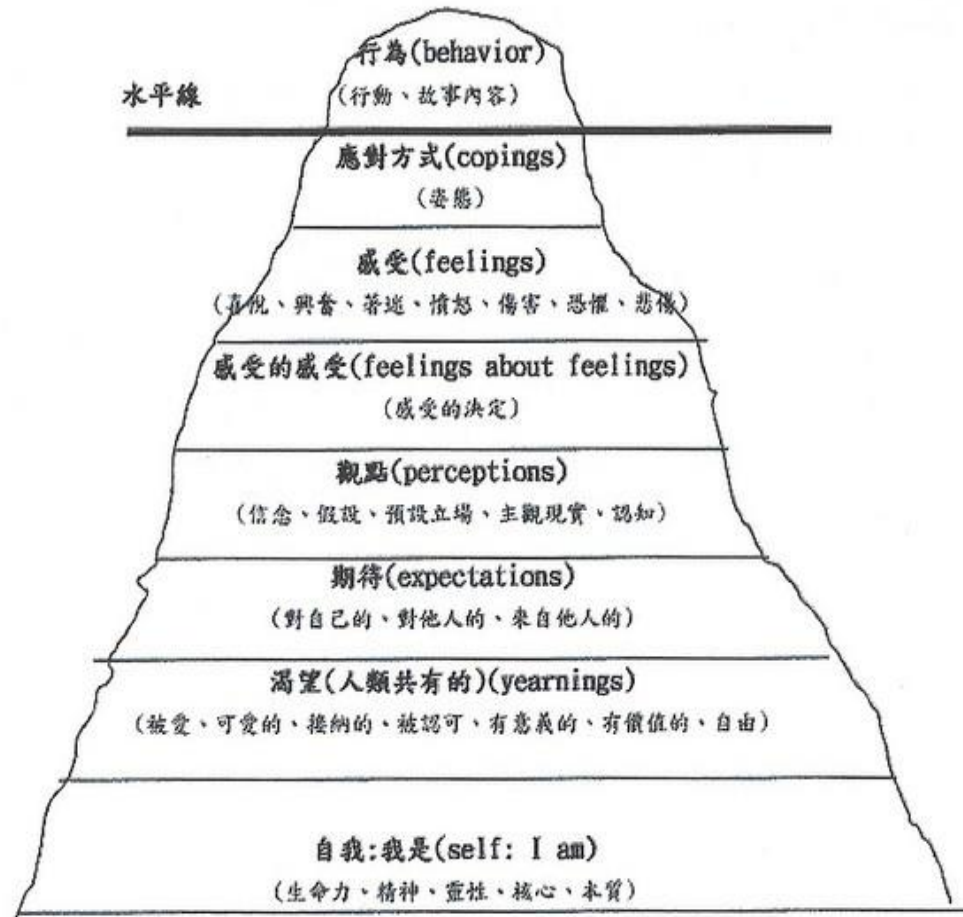 行為(behavior)
水平線
(行動、故事內容)
應對方式(copings)
(姿態)
感受(feelings)
(喜悅、興奮、著迷、憤怒、傷害、恐懼、悲傷)
感受的感受(feelings about feelings)
(感受的決定)
觀點(perceptions)
(信念、假設、預設立場、主觀現實、認知)
期待(expectations)
(對自己的、對他人的、來自他人的)
渴望(人類共有的)(yearnings)
(被愛、可愛的、接納的、被認可、有意義的、有價值的、自由)
自我:我是(self: I am)
(生命力、精神、靈性、核心、本質)